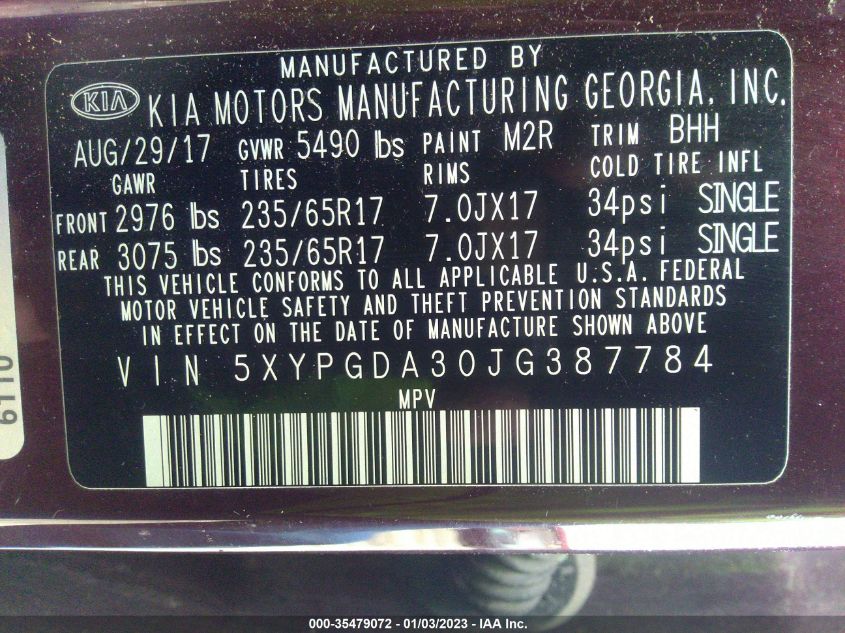 MANUFACTURED BY
KIA KIA MOTORS MANUFACTURING GEORGIA, INC.
AUG/29/17 GVWR 5490 lbs PAINT M2R TRIM BHH
GAWR TIRES RIMS COLD TIRE INFL
FRONT 2976 lbs 235/65R17 7.0JX17 34psi SINGLE
REAR 3075 lbs 235/65R17 7.0JX17 34psi SINGLE
THIS VEHICLE CONFORMS TO ALL APPLICABLE U.S.A. FEDERAL
MOTOR VEHICLE SAFETY AND THEFT PREVENTION STANDARDS
IN EFFECT ON THE DATE OF MANUFACTURE SHOWN ABOVE
VIN 5XYPGDA30JG387784
MPV
6110
000-35479072 - 01/03/2023 - IAA Inc.